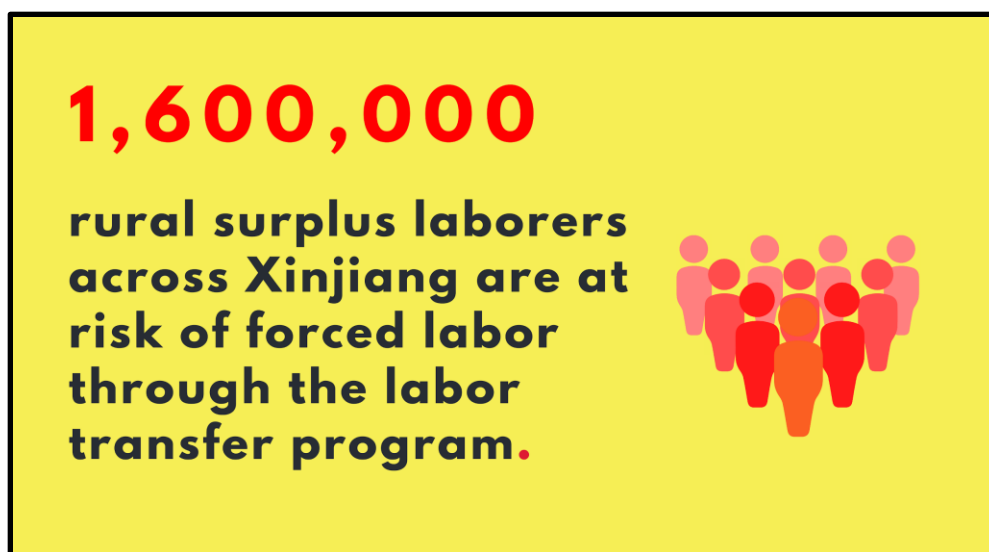 1,600,000
rural surplus laborers
across Xinjiang are at
risk of forced labor
through the labor
transfer program.